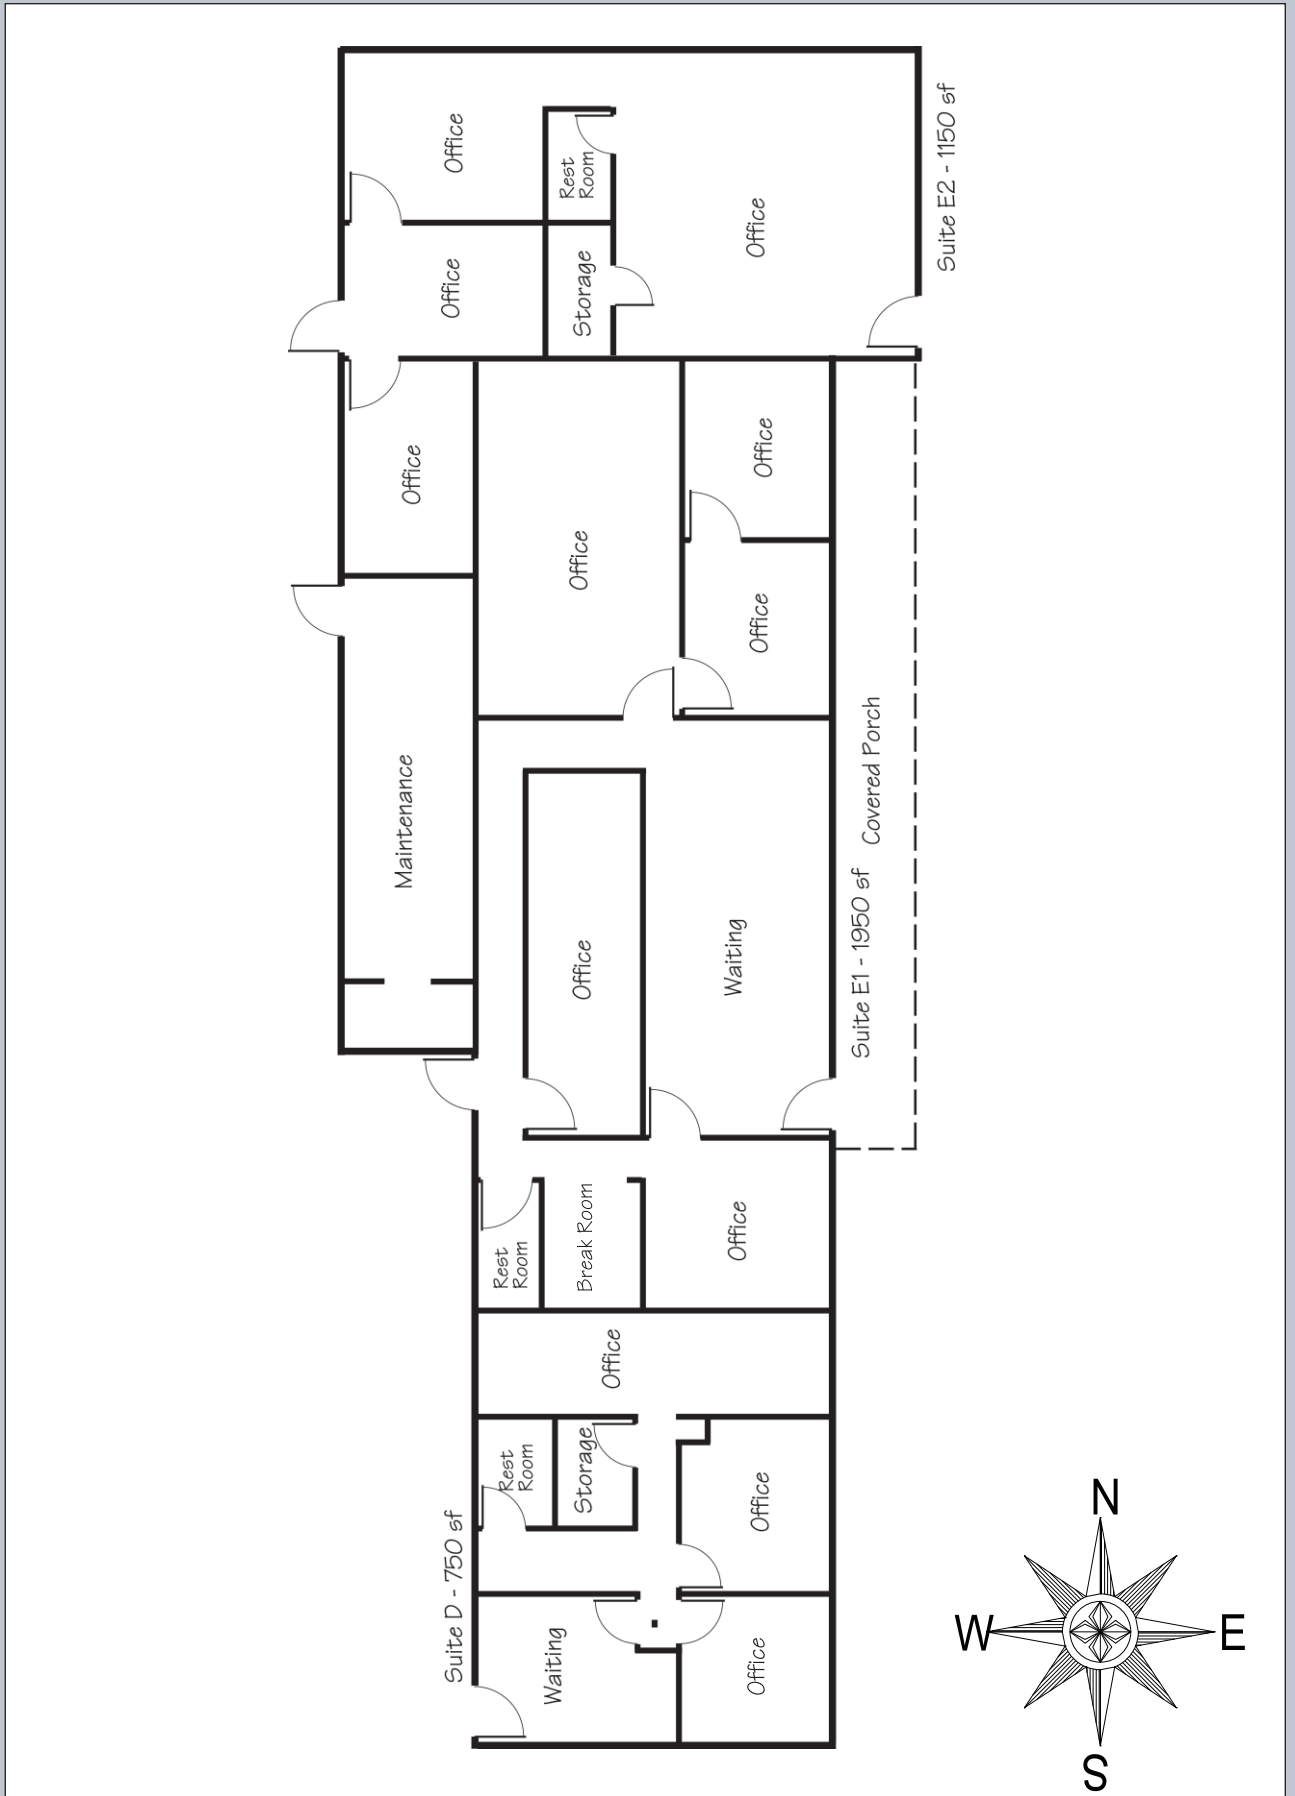 Office
Rest
Room
Office
Suite E2 - 1150 sf
Office
Storage
Office
Office
Office
Office
Office
Maintenance
Covered Porch
Office
Waiting
Suite E1 - 1950 sf
Rest
Room
Break Room
Office
Office
Rest
Room
Storage
Office
Suite D - 750 sf
Waiting
Office
N
W
E
S